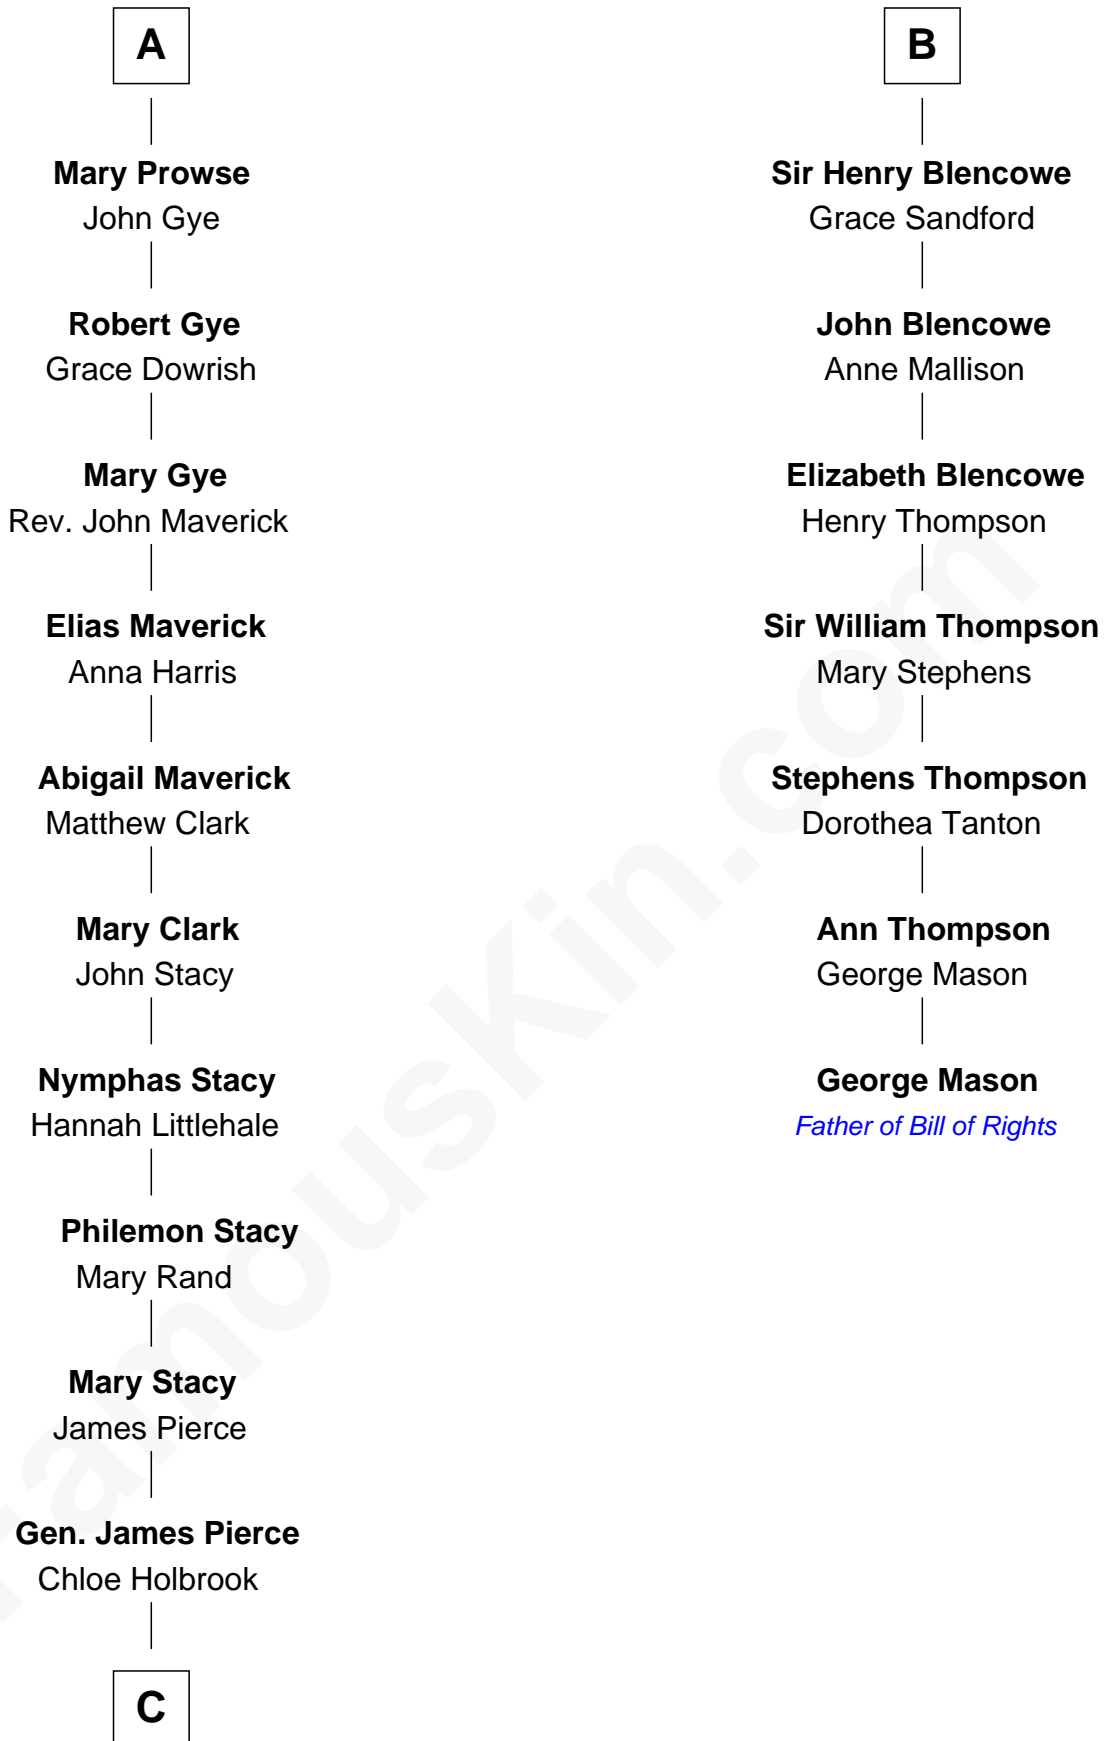 A
Mary Prowse
John Gye
Robert Gye
Grace Dowrish
Mary Gye
Rev. John Maverick
Elias Maverick
Anna Harris
Abigail Maverick
Matthew Clark
Mary Clark
John Stacy
Nymphas Stacy
Hannah Littlehale
Philemon Stacy
Mary Rand
Mary Stacy
James Pierce
Gen. James Pierce
Chloe Holbrook
C
B
Sir Henry Blencowe
Grace Sandford
John Blencowe
Anne Mallison
Elizabeth Blencowe
Henry Thompson
Sir William Thompson
Mary Stephens
Stephens Thompson
Dorothea Tanton
Ann Thompson
George Mason
George Mason
Father of Bill of Rights
FamousKin.com